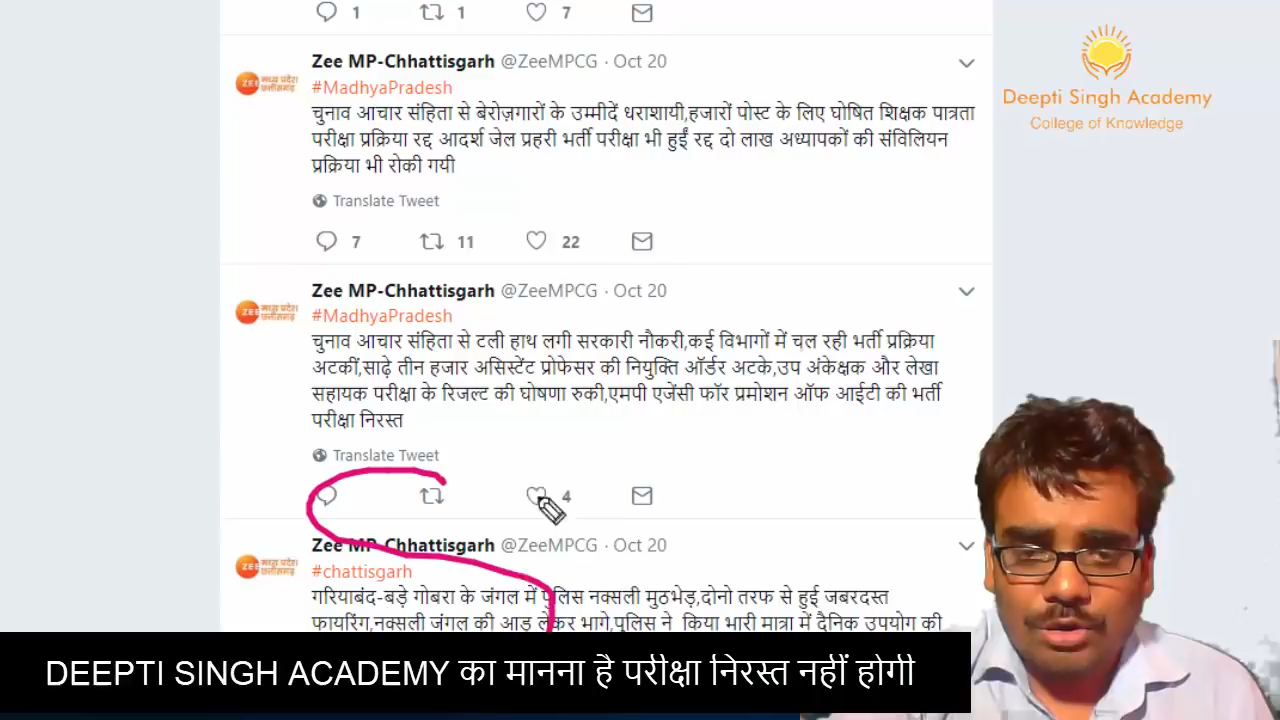 1 1 7
Zee MP-Chhattisgarh @ZeeMPCG · Oct 20
#MadhyaPradesh
चुनाव आचार संहिता से बेरोज़गारों के उम्मीदें धराशायी,हजारों पोस्ट के लिए घोषित शिक्षक पात्रता
परीक्षा प्रक्रिया रद्द आदर्श जेल प्रहरी भर्ती परीक्षा भी हुईं रद्द दो लाख अध्यापकों की संविलियन
प्रक्रिया भी रोकी गयी
Translate Tweet
7 11 22
Zee MP-Chhattisgarh @ZeeMPCG · Oct 20
#MadhyaPradesh
चुनाव आचार संहिता से टली हाथ लगी सरकारी नौकरी,कई विभागों में चल रही भर्ती प्रक्रिया
अटकीं,साढ़े तीन हजार असिस्टेंट प्रोफेसर की नियुक्ति ऑर्डर अटके,उप अंकेक्षक और लेखा
सहायक परीक्षा के रिजल्ट की घोषणा रुकी,एमपी एजेंसी फॉर प्रमोशन ऑफ आईटी की भर्ती
परीक्षा निरस्त
Translate Tweet
4
Zee MP-Chhattisgarh @ZeeMPCG · Oct 20
#chattisgarh
गरियाबंद-बड़े गोबरा के जंगल में पुलिस नक्सली मुठभेड़,दोनो तरफ से हुई जबरदस्त
फायरिंग,नक्सली जंगल की आड़ लेकर भागे,पुलिस ने किया भारी मात्रा में दैनिक उपयोग की
Deepti Singh Academy
College of Knowledge
DEEPTI SINGH ACADEMY का मानना है परीक्षा निरस्त नहीं होगी